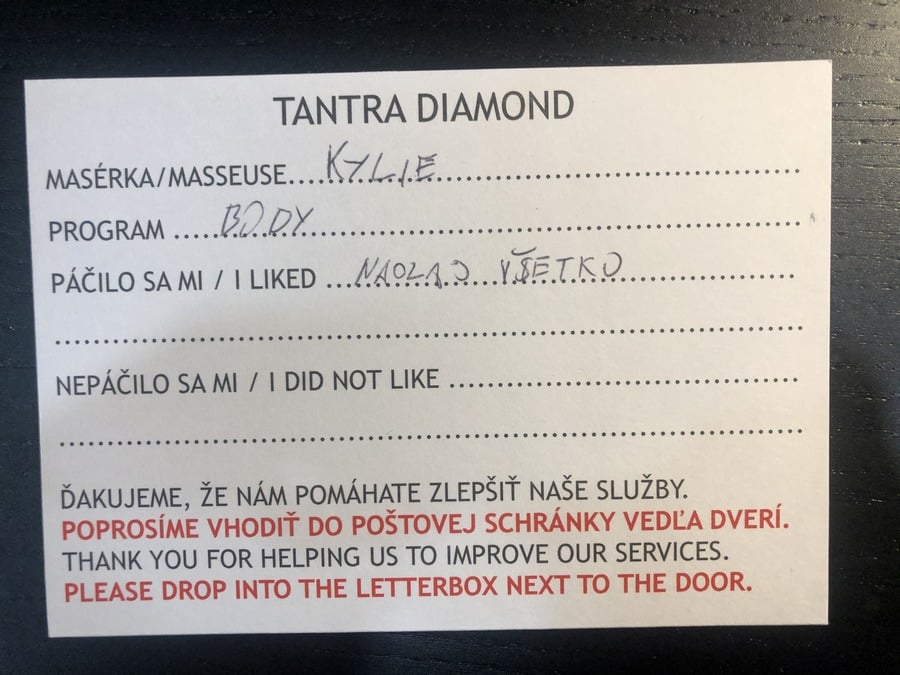 TANTRA DIAMOND
MASÉRKA/MASSEUSE....KYLIE..........................................
PROGRAM .....BODY..........................................................
PÁČILO SA MI / I LIKED ... VŠETKO ......................
...............................................................................................
NEPÁČILO SA MI / I DID NOT LIKE ............................................
...............................................................................................
ĎAKUJEME, ŽE NÁM POMÁHATE ZLEPŠIŤ NAŠE SLUŽBY.
POPROSÍME VHODIŤ DO POŠTOVEJ SCHRÁNKY VEDĽA DVERÍ.
THANK YOU FOR HELPING US TO IMPROVE OUR SERVICES.
PLEASE DROP INTO THE LETTERBOX NEXT TO THE DOOR.